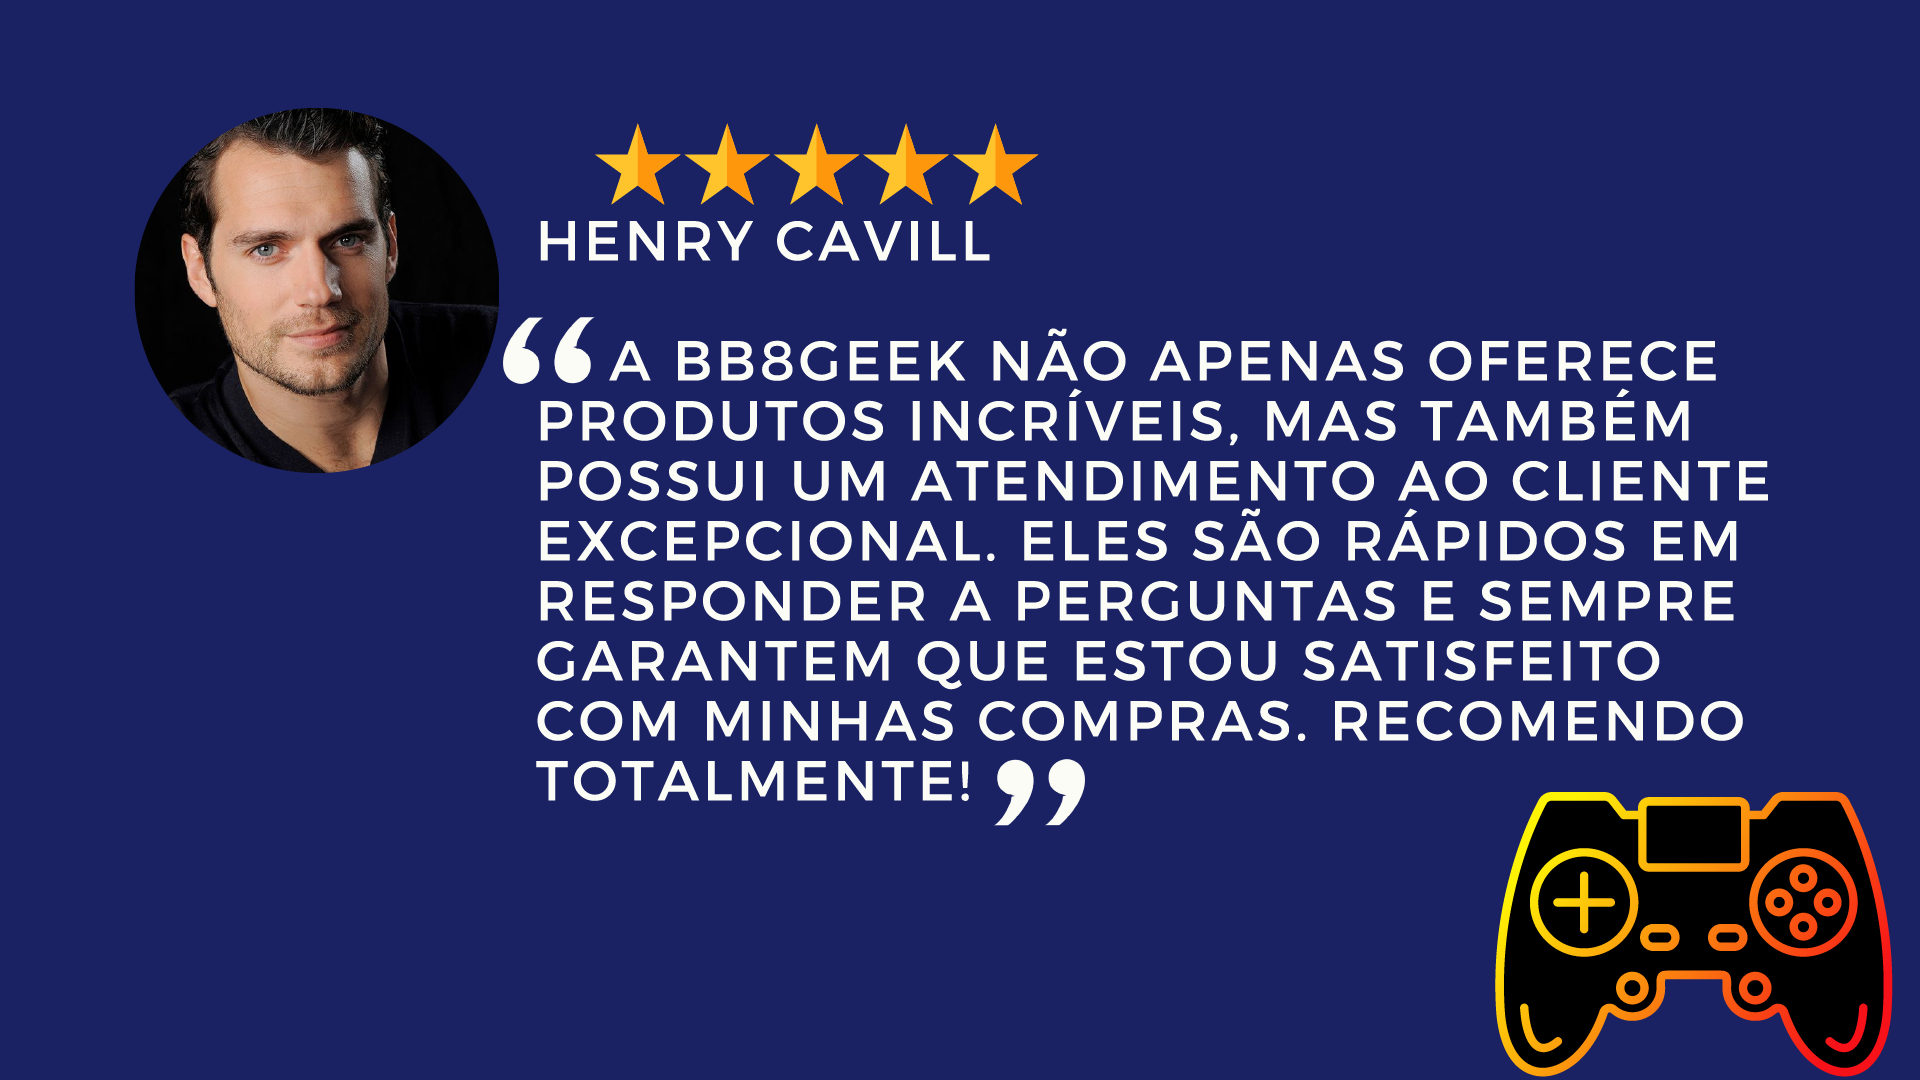 HENRY CAVILL
“ A BB8GEEK NÃO APENAS OFERECE
PRODUTOS INCRÍVEIS, MAS TAMBÉM
POSSUI UM ATENDIMENTO AO CLIENTE
EXCEPCIONAL. ELES SÃO RÁPIDOS EM
RESPONDER A PERGUNTAS E SEMPRE
GARANTEM QUE ESTOU SATISFEITO
COM MINHAS COMPRAS. RECOMENDO
TOTALMENTE! ”